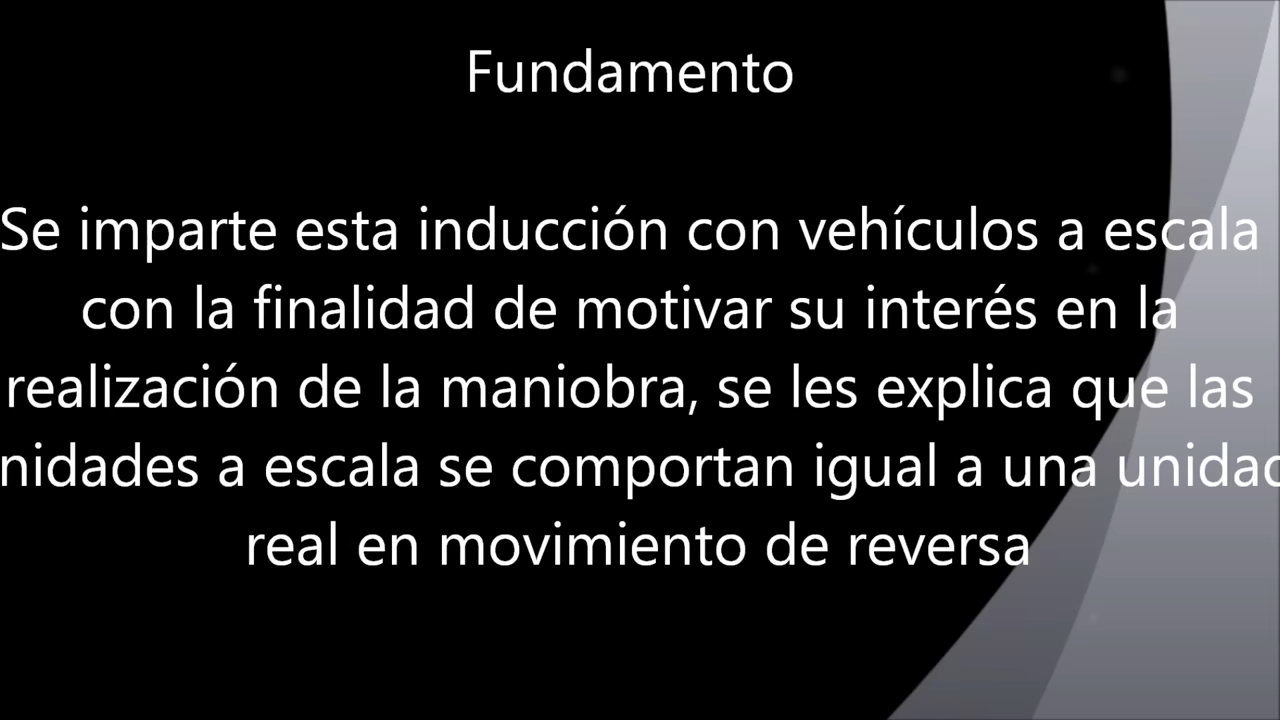 Fundamento
Se imparte esta inducción con vehículos a escala
con la finalidad de motivar su interés en la
realización de la maniobra, se les explica que las
nidades a escala se comportan igual a una unidad
real en movimiento de reversa